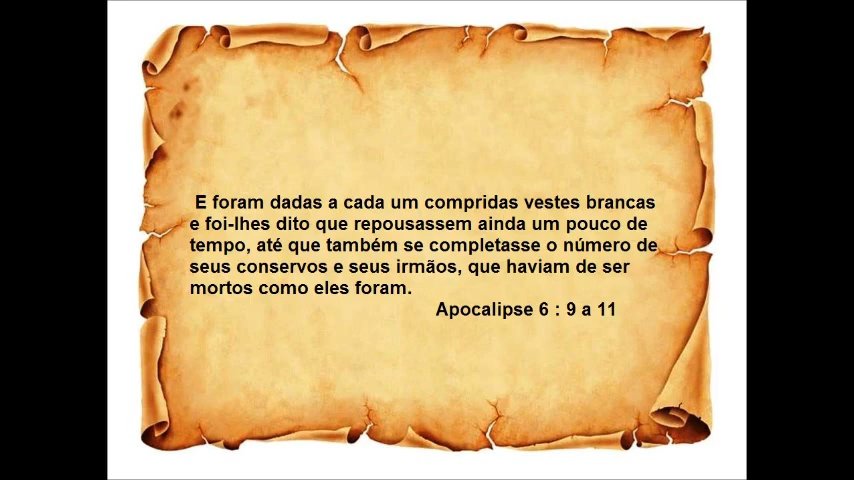 E foram dadas a cada um compridas vestes brancas
e foi-lhes dito que repousassem ainda um pouco de
tempo, até que também se completasse o número de
seus conservos e seus irmãos, que haviam de ser
mortos como eles foram.
Apocalipse 6 : 9 a 11